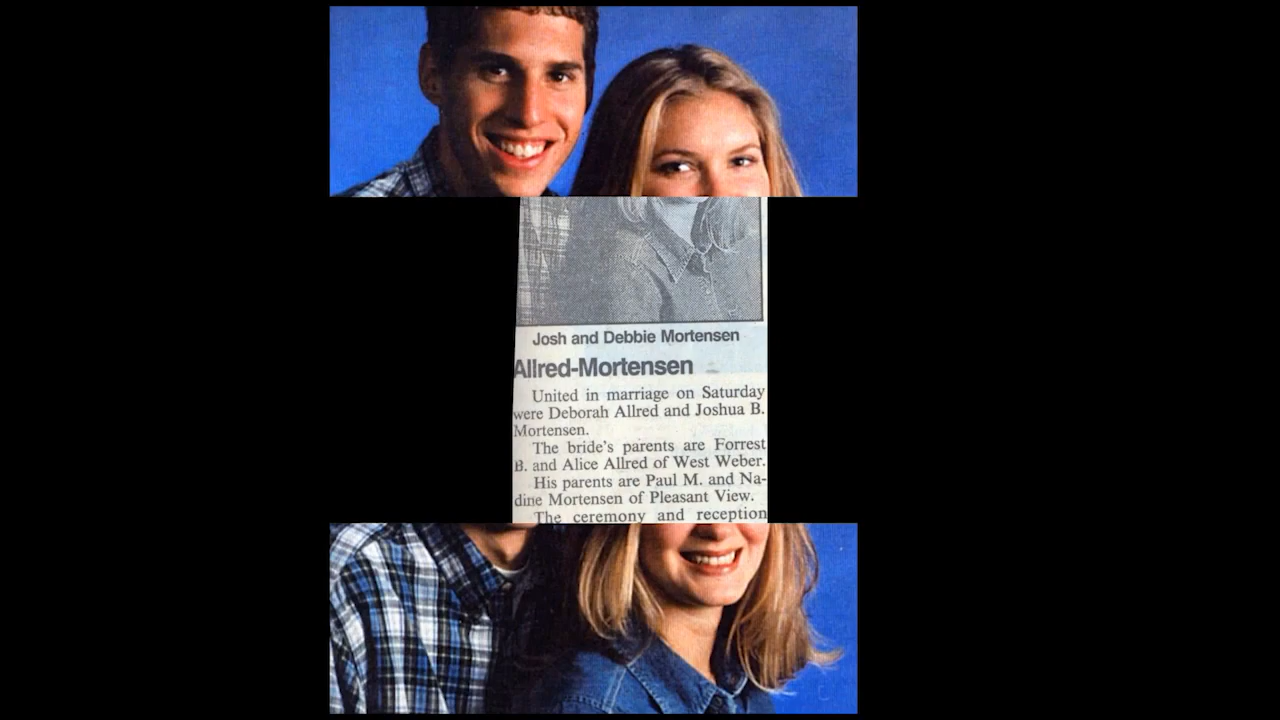 Josh and Debbie Mortensen
Allred-Mortensen
United in marriage on Saturday
were Deborah Allred and Joshua B.
Mortensen.
The bride's parents are Forrest
B. and Alice Allred of West Weber.
His parents are Paul M. and Na-
dine Mortensen of Pleasant View.
The ceremony and reception